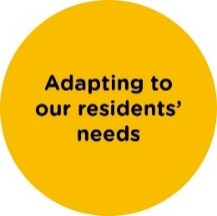 Adapting to
our residents’
needs